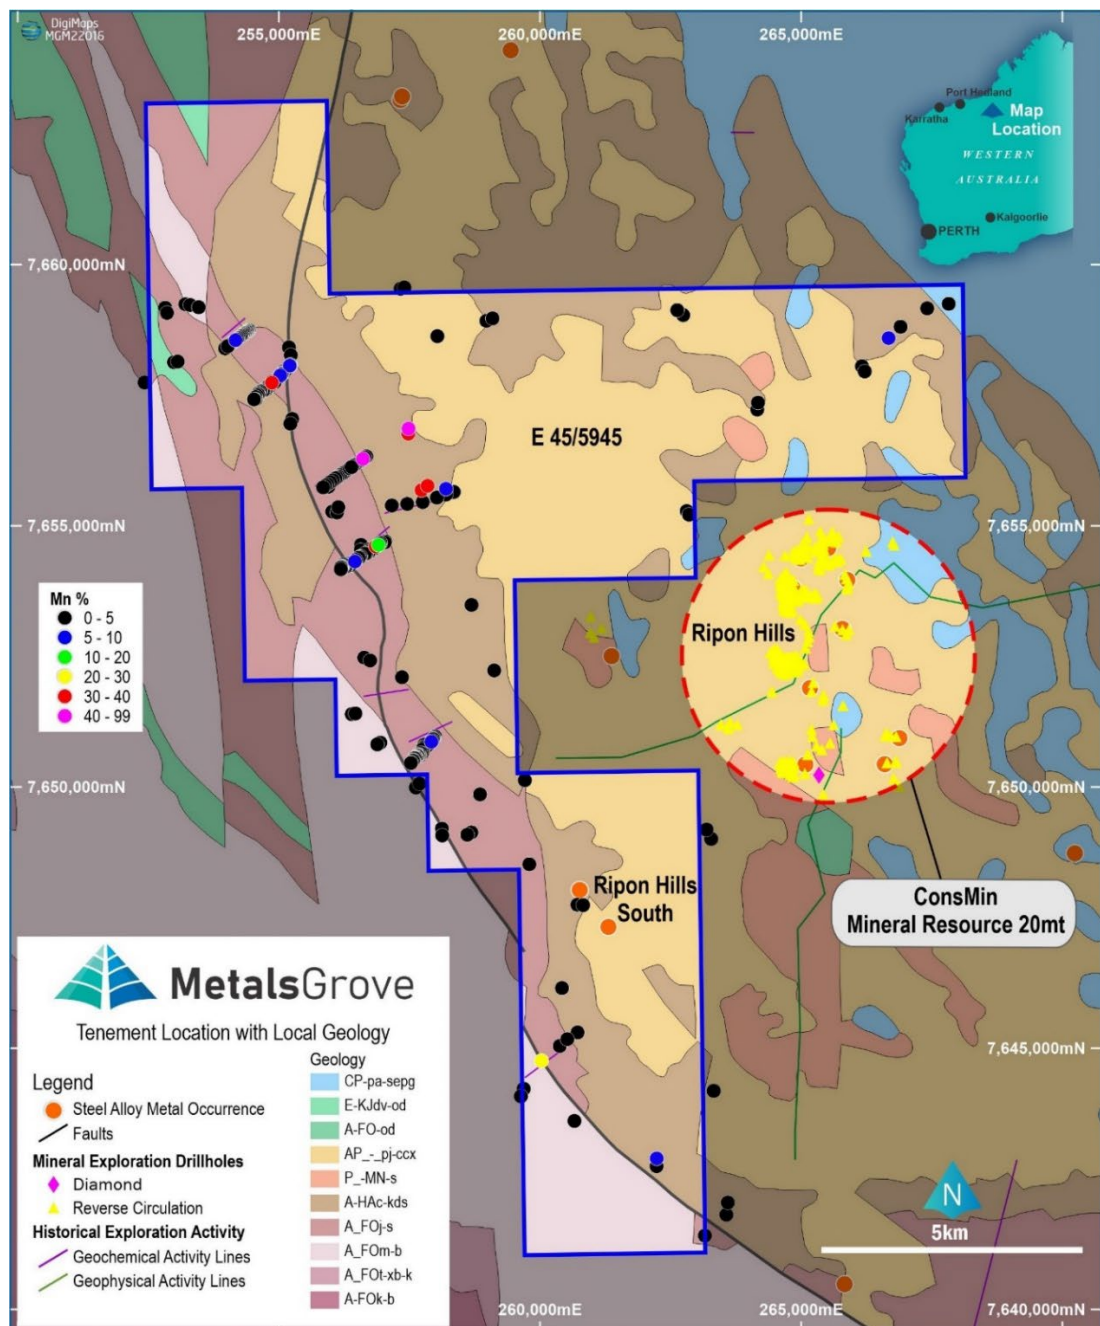 DigiMaps
MGM22016
255,000mE
260,000mE
265,000mE
Port Hedland
Karratha
Map
Location
WESTERN
AUSTRALIA
Kalgoorlie
PERTH
7,660,000mN
7,660,000mN
E 45/5945
7,655,000mN
7,655,000mN
Mn %
0 - 5
5 - 10
10 - 20
20 - 30
30 - 40
40 - 99
Ripon Hills
7,650,000mN
7,650,000mN
Ripon Hills
South
ConsMin
Mineral Resource 20mt
MetalsGrove
Tenement Location with Local Geology
Legend
Steel Alloy Metal Occurrence
Faults
Mineral Exploration Drillholes
Diamond
Reverse Circulation
Historical Exploration Activity
Geochemical Activity Lines
Geophysical Activity Lines
Geology
CP-pa-sepg
E-KJdv-od
A-FO-od
AP_-_pj-ccx
P_-MN-s
A-HAc-kds
A_FOj-s
A_FOm-b
A_FOt-xb-k
A-FOk-b
7,645,000mN
N
5km
260,000mE
265,000mE
7,640,000mN